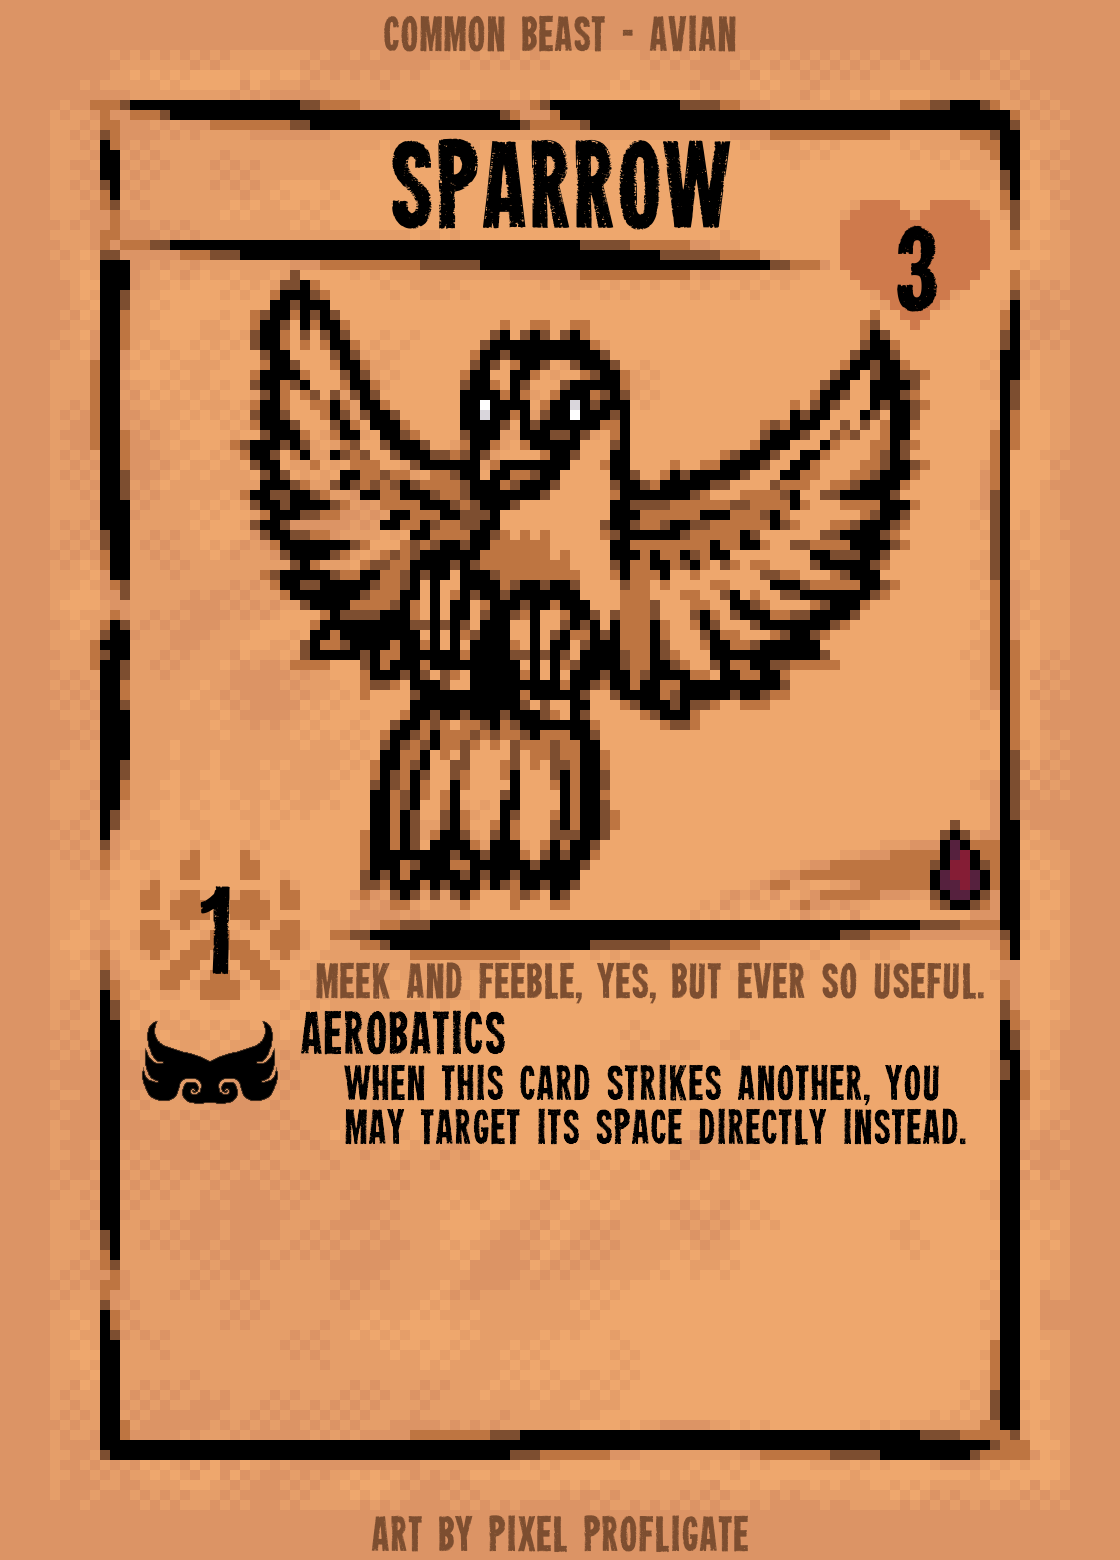 COMMON BEAST - AVIAN
SPARROW
3
1
MEEK AND FEEBLE, YES, BUT EVER SO USEFUL.
AEROBATICS
WHEN THIS CARD STRIKES ANOTHER, YOU
MAY TARGET ITS SPACE DIRECTLY INSTEAD.
ART BY PIXEL PROFLIGATE